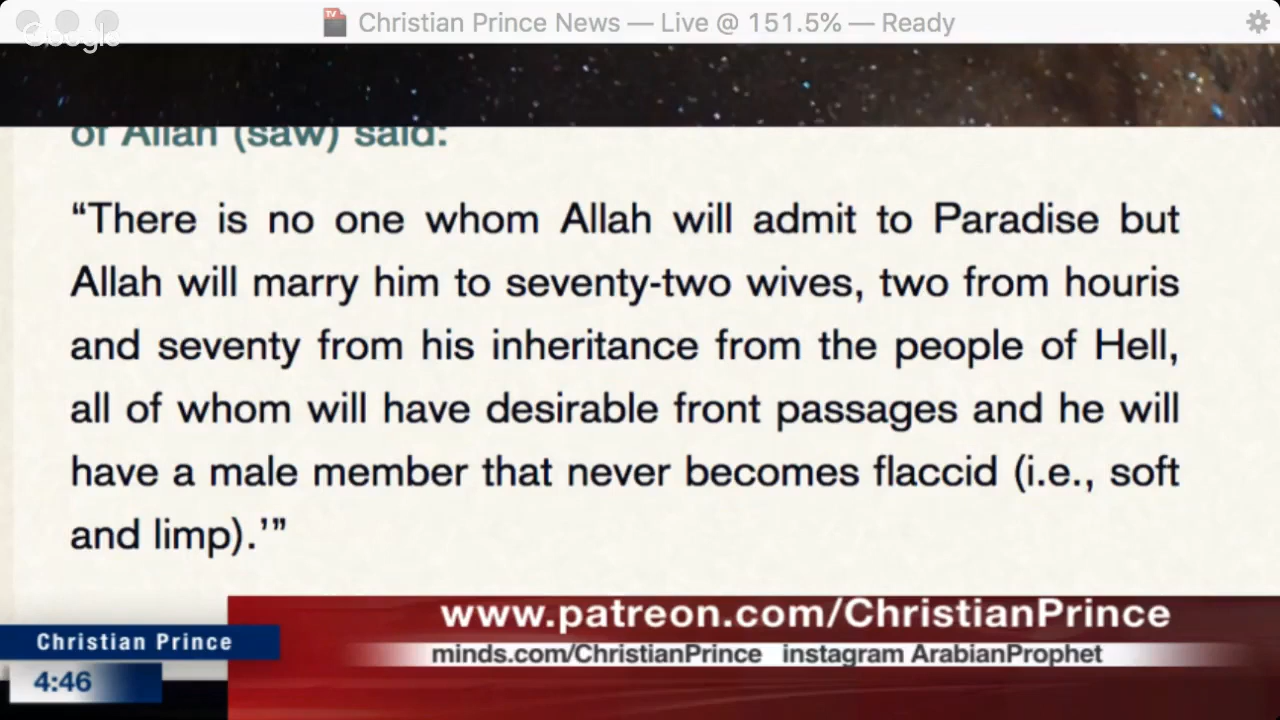 Christian Prince News — Live @ 151.5% — Ready
Google
of Allah (saw) said:
“There is no one whom Allah will admit to Paradise but
Allah will marry him to seventy-two wives, two from houris
and seventy from his inheritance from the people of Hell,
all of whom will have desirable front passages and he will
have a male member that never becomes flaccid (i.e., soft
and limp).’”
www.patreon.com/ChristianPrince
Christian Prince
minds.com/ChristianPrince instagram ArabianProphet
4:46